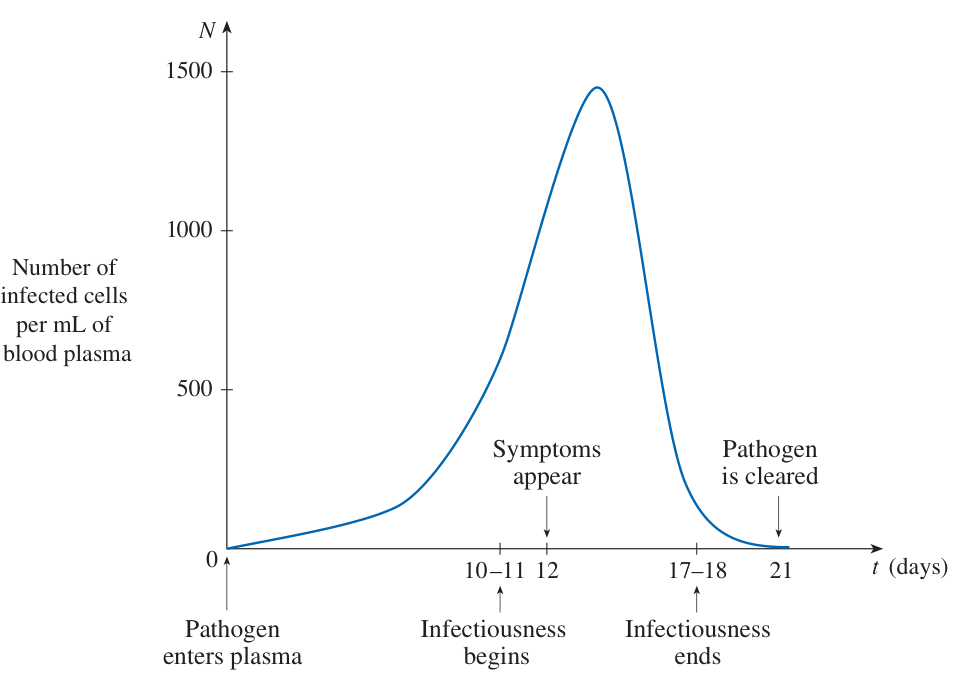 N
1500
1000
Number of
infected cells
per mL of
blood plasma
500
Symptoms
appear
Pathogen
is cleared
0
10–11 12 17–18 21 t (days)
Pathogen
enters plasma
Infectiousness
begins
Infectiousness
ends